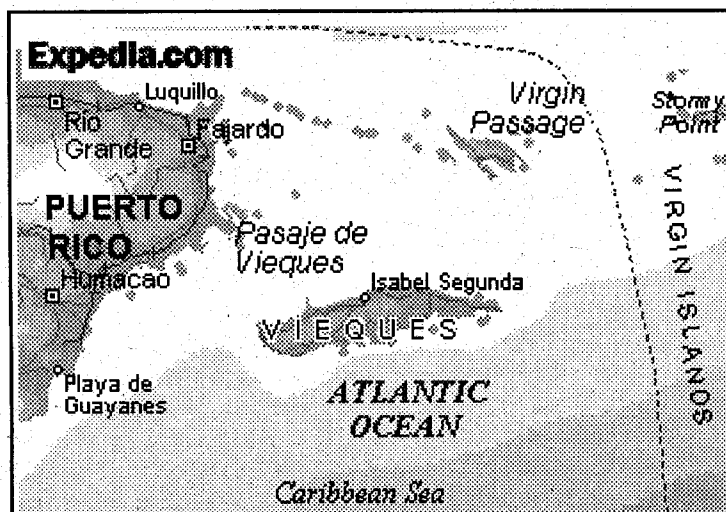 Expedia.com
Luquillo
Rio
Grande
Fajardo
Virgin
Passage
Stormy
Point
PUERTO
RICO
Pasaje de
Vieques
Humacao
Isabel Segunda
VIEQUES
VIRGIN ISLANDS
Playa de
Guayanes
ATLANTIC
OCEAN
Caribbean Sea